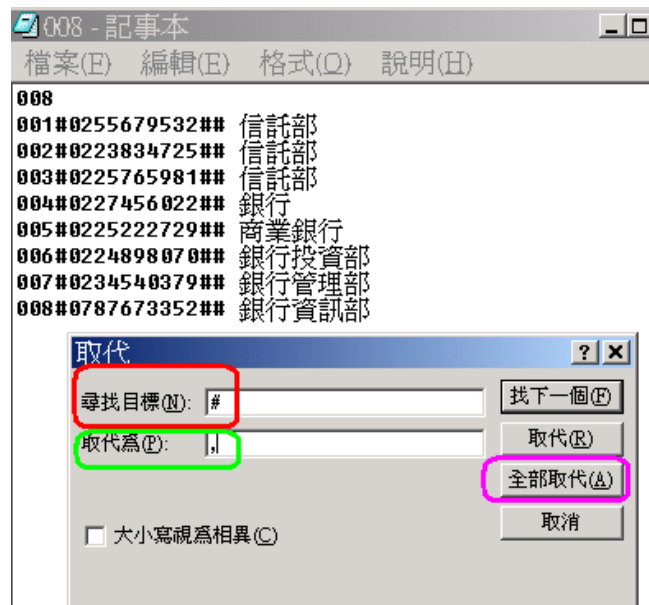 008 - 記事本
檔案(F) 編輯(E) 格式(O) 說明(H)
008
001#0255679532## 信託部
002#0223834725## 信託部
003#0225765981## 信託部
004#0227456022## 銀行
005#0225222729## 商業銀行
006#0224898070## 銀行投資部
007#0234540379## 銀行管理部
008#0787673352## 銀行資訊部
取代
尋找目標(N): # 找下一個(F)
取代為(P): , 取代(R)
全部取代(A)
大小寫視為相異(C) 取消